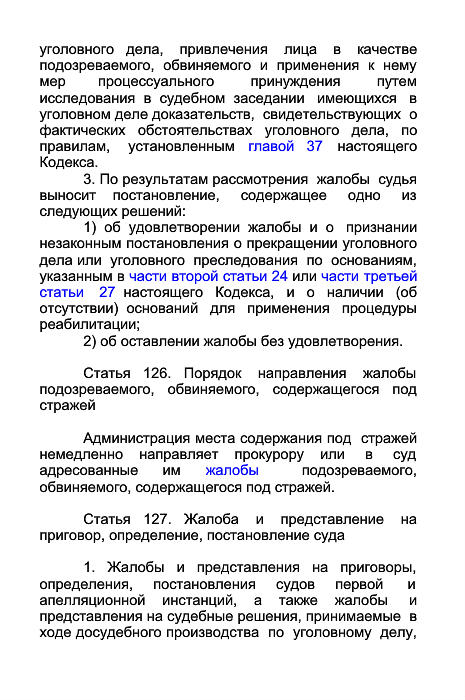 уголовного дела, привлечения лица в качестве
подозреваемого, обвиняемого и применения к нему
мер процессуального принуждения путем
исследования в судебном заседании имеющихся в
уголовном деле доказательств, свидетельствующих о
фактических обстоятельствах уголовного дела, по
правилам, установленным главой 37 настоящего
Кодекса.
3. По результатам рассмотрения жалобы судья
выносит постановление, содержащее одно из
следующих решений:
1) об удовлетворении жалобы и о признании
незаконным постановления о прекращении уголовного
дела или уголовного преследования по основаниям,
указанным в части второй статьи 24 или части третьей
статьи 27 настоящего Кодекса, и о наличии (об
отсутствии) оснований для применения процедуры
реабилитации;
2) об оставлении жалобы без удовлетворения.
Статья 126. Порядок направления жалобы
подозреваемого, обвиняемого, содержащегося под
стражей
Администрация места содержания под стражей
немедленно направляет прокурору или в суд
адресованные им жалобы подозреваемого,
обвиняемого, содержащегося под стражей.
Статья 127. Жалоба и представление на
приговор, определение, постановление суда
1. Жалобы и представления на приговоры,
определения, постановления судов первой и
апелляционной инстанций, а также жалобы и
представления на судебные решения, принимаемые в
ходе досудебного производства по уголовному делу,